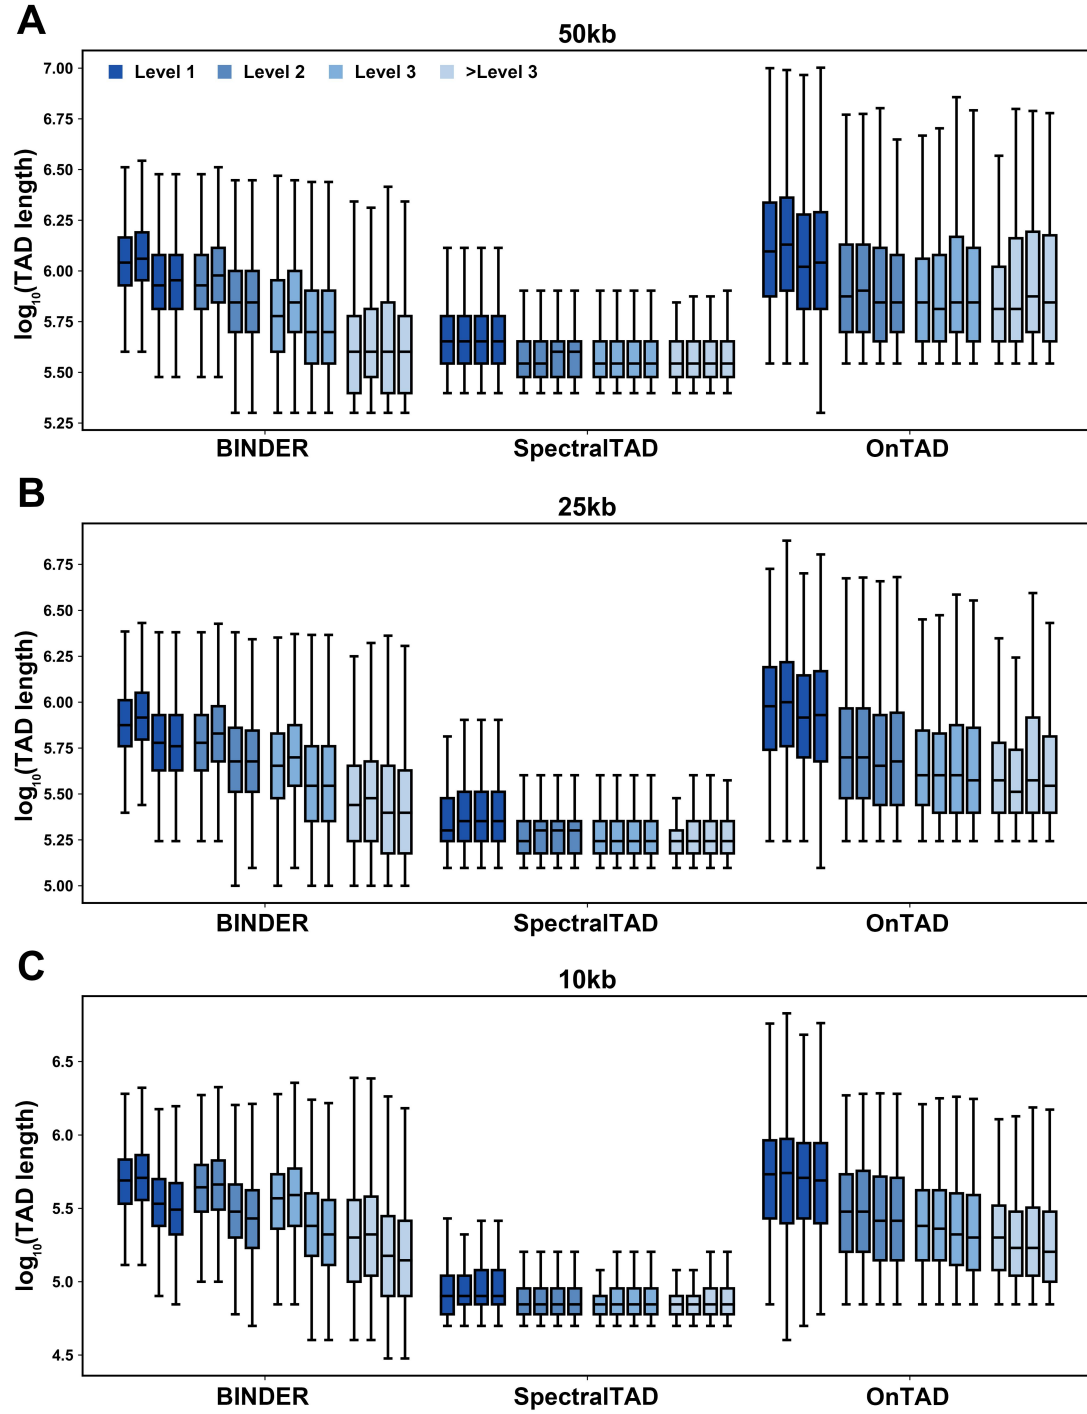 A
50kb
Level 1 Level 2 Level 3 >Level 3
7.00
6.75
6.50
6.25
6.00
5.75
5.50
5.25
log10(TAD length)
BINDER SpectralTAD OnTAD
B
25kb
6.75
6.50
6.25
6.00
5.75
5.50
5.25
5.00
log10(TAD length)
BINDER SpectralTAD OnTAD
C
10kb
6.5
6.0
5.5
5.0
4.5
log10(TAD length)
BINDER SpectralTAD OnTAD